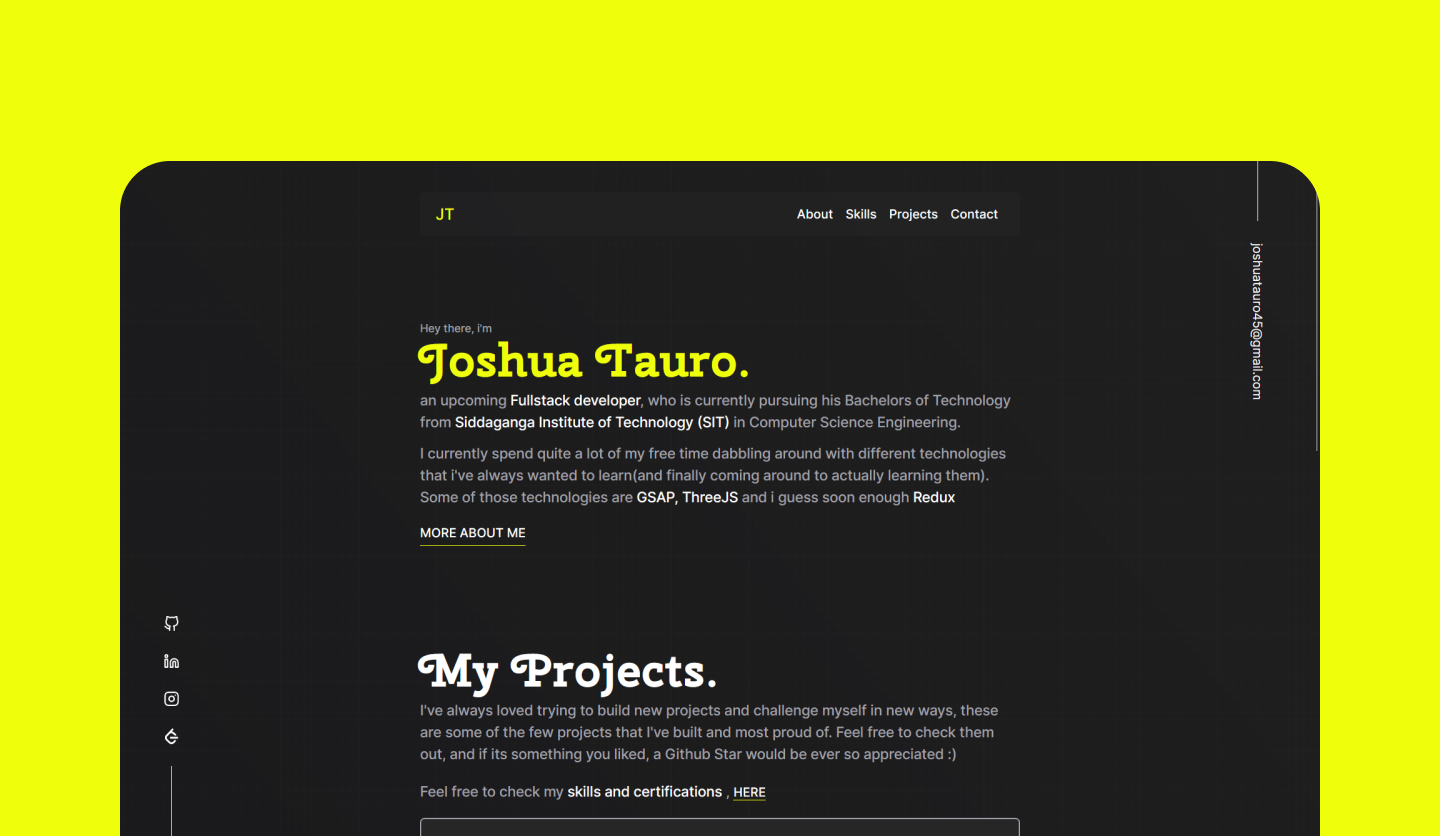 JT
About Skills Projects Contact
joshuatauro45@gmail.com
Hey there, i'm
Joshua Tauro.
an upcoming Fullstack developer, who is currently pursuing his Bachelors of Technology
from Siddaganga Institute of Technology (SIT) in Computer Science Engineering.
I currently spend quite a lot of my free time dabbling around with different technologies
that i've always wanted to learn(and finally coming around to actually learning them).
Some of those technologies are GSAP, ThreeJS and i guess soon enough Redux
MORE ABOUT ME
My Projects.
I've always loved trying to build new projects and challenge myself in new ways, these
are some of the few projects that I've built and most proud of. Feel free to check them
out, and if its something you liked, a Github Star would be ever so appreciated :)
Feel free to check my skills and certifications , HERE